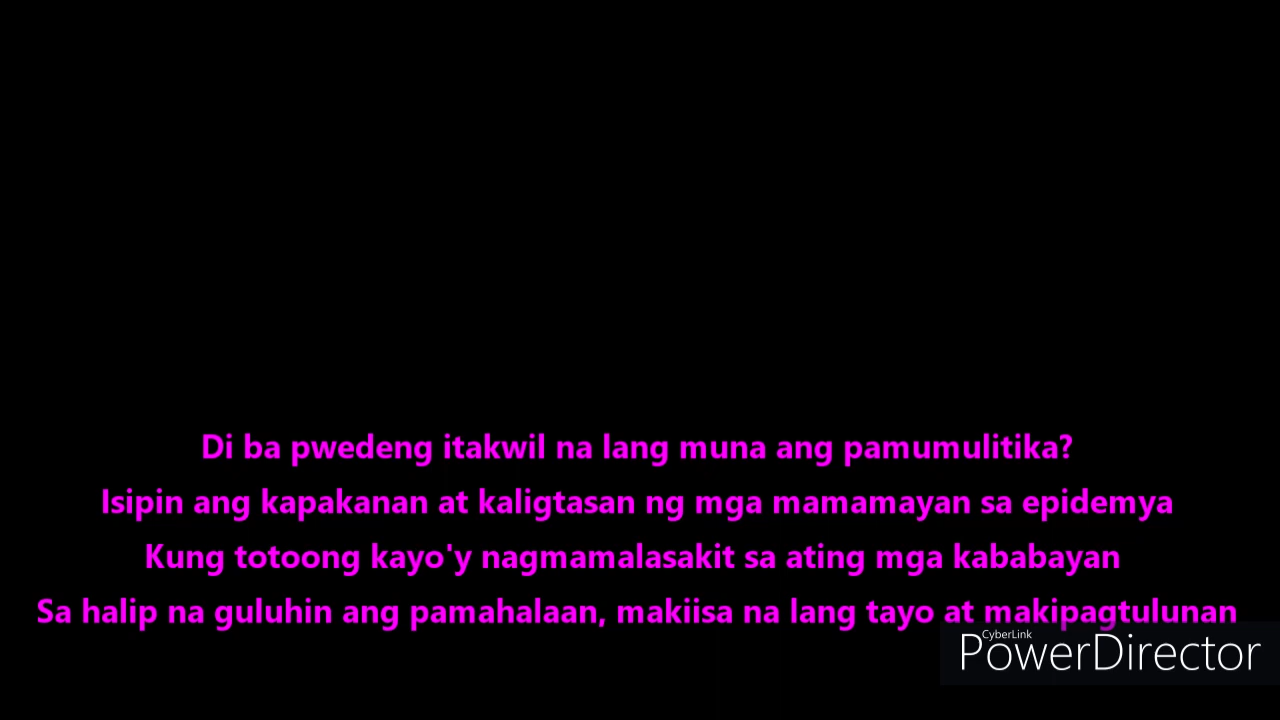 Di ba pwedeng itakwil na lang muna ang pamumulitika?
Isipin ang kapakanan at kaligtasan ng mga mamamayan sa epidemya
Kung totoong kayo'y nagmamalasakit sa ating mga kababayan
Sa halip na guluhin ang pamahalaan, makiisa na lang tayo at makipagtulunan
CyberLink
PowerDirector